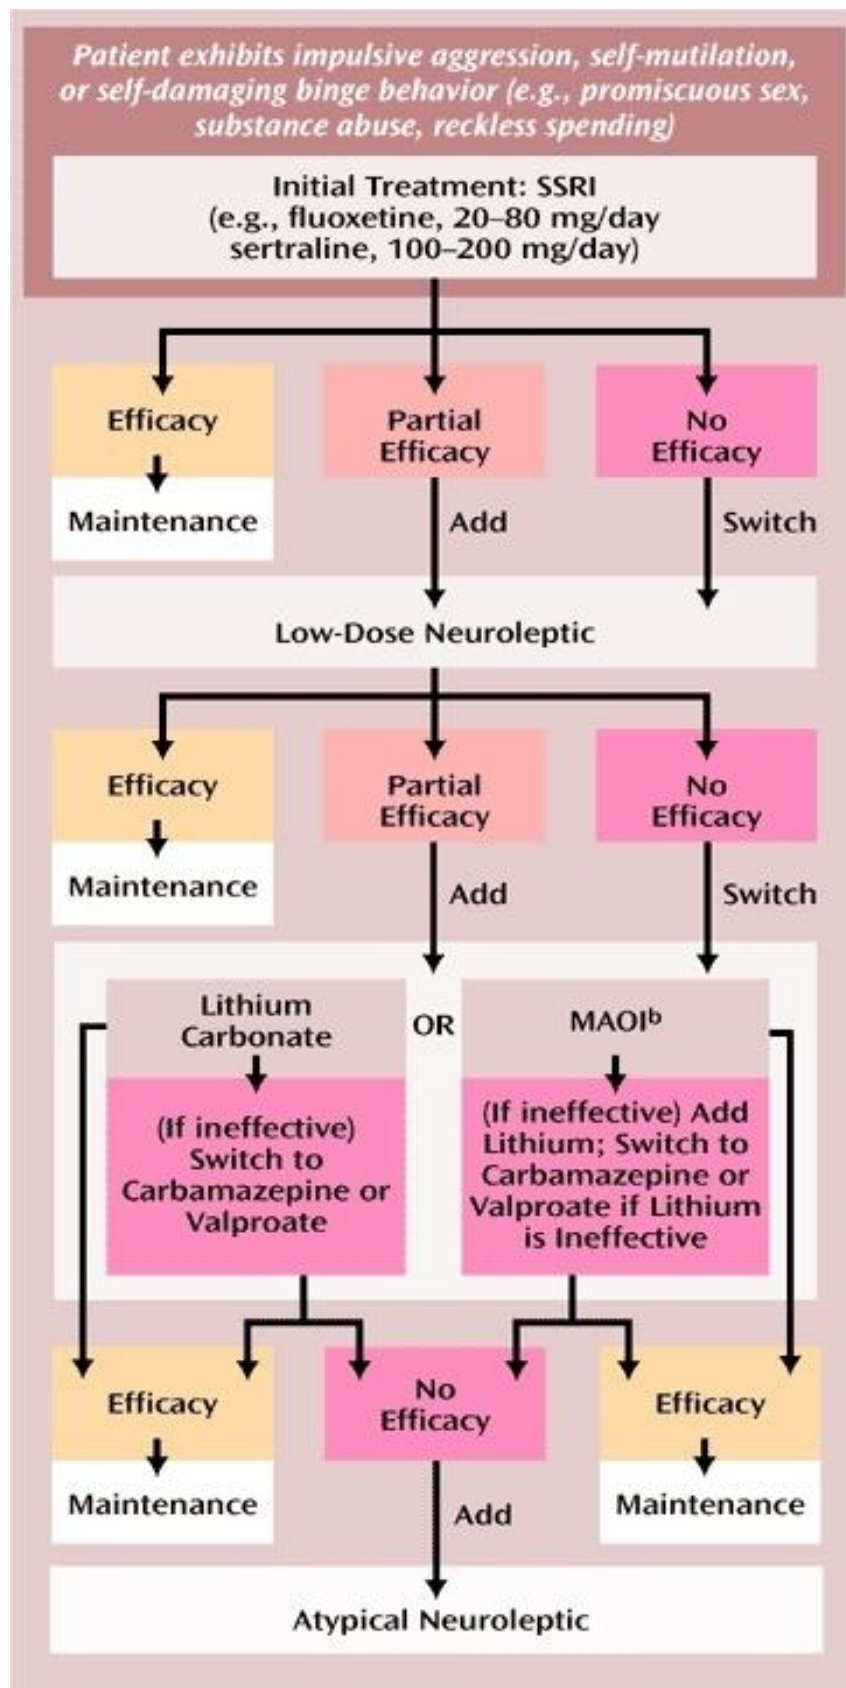 Patient exhibits impulsive aggression, self-mutilation,
or self-damaging binge behavior (e.g., promiscuous sex,
substance abuse, reckless spending)
Initial Treatment: SSRI
(e.g., fluoxetine, 20–80 mg/day
sertraline, 100–200 mg/day)
Efficacy
Maintenance
Partial
Efficacy
Add
No
Efficacy
Switch
Low-Dose Neuroleptic
Efficacy
Maintenance
Partial
Efficacy
Add
No
Efficacy
Switch
Lithium
Carbonate
(If ineffective)
Switch to
Carbamazepine or
Valproate
OR
MAOIᵇ
(If ineffective) Add
Lithium; Switch to
Carbamazepine or
Valproate if Lithium
is Ineffective
Efficacy
Maintenance
No
Efficacy
Add
Efficacy
Maintenance
Atypical Neuroleptic